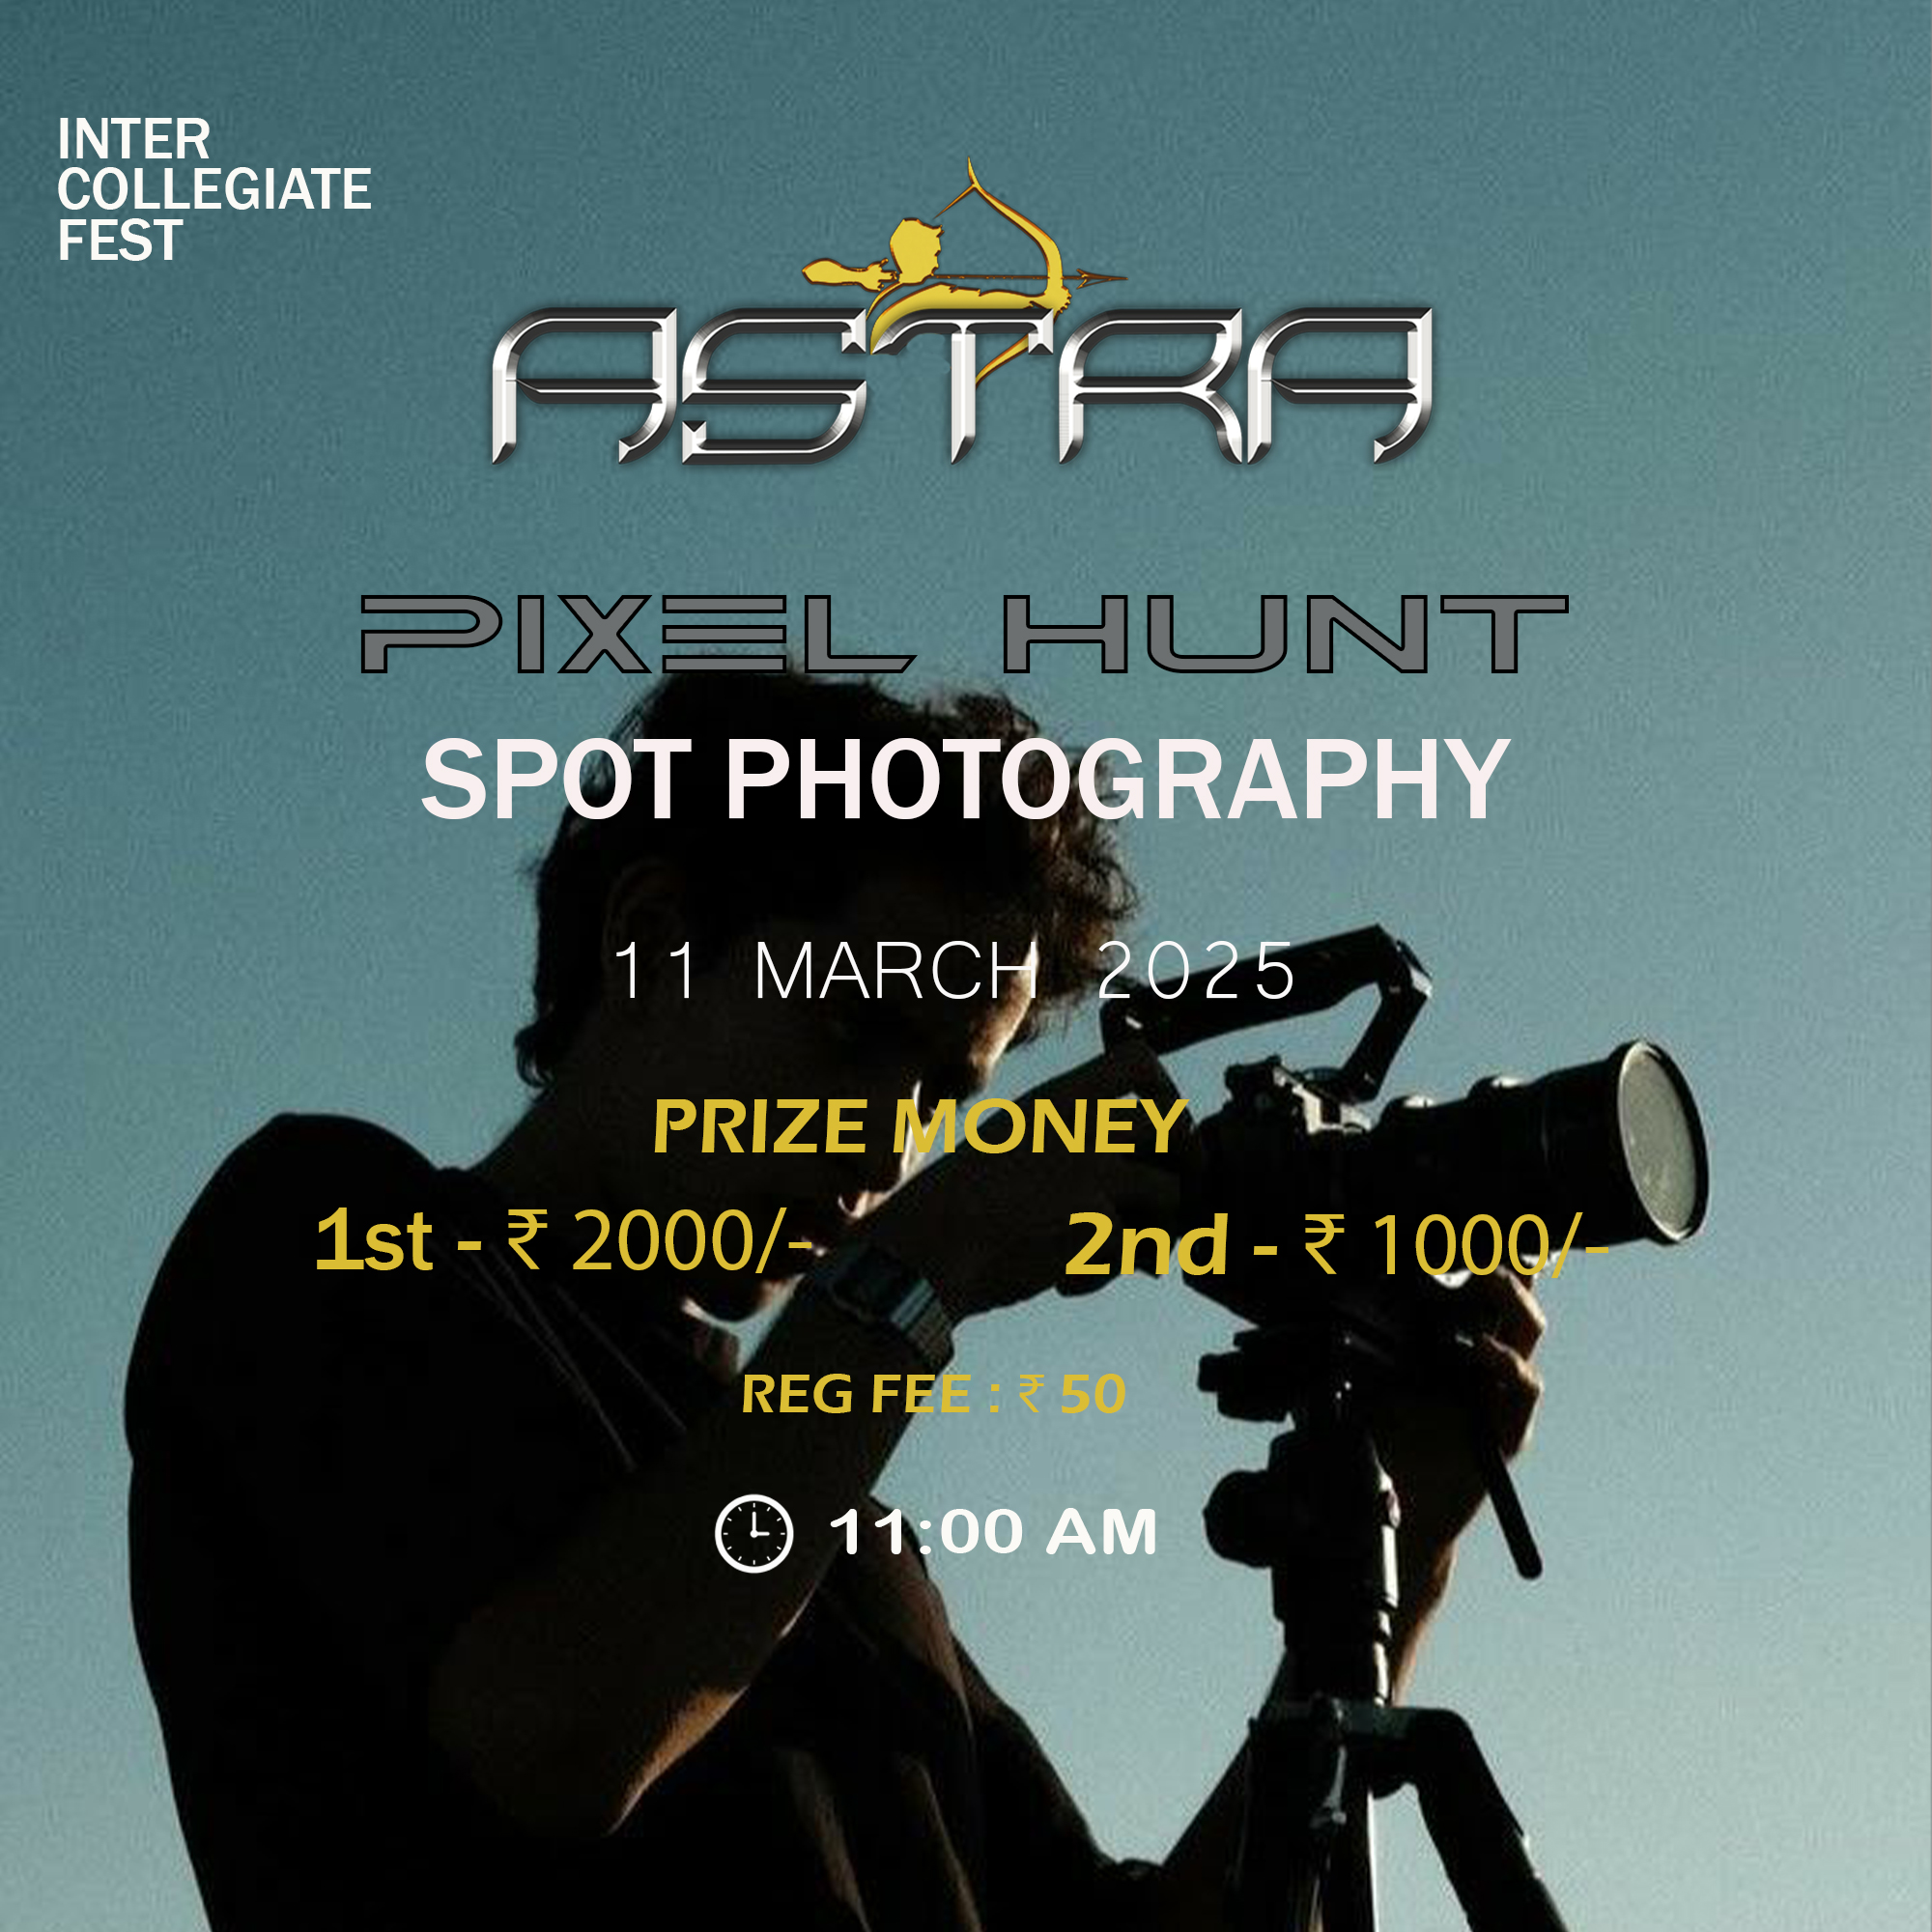 INTER
COLLEGIATE
FEST
ASTRA
PIXEL HUNT
SPOT PHOTOGRAPHY
11 MARCH 2025
PRIZE MONEY
1st - ₹ 2000/-
2nd - ₹ 1000/-
REG FEE : ₹ 50
11:00 AM